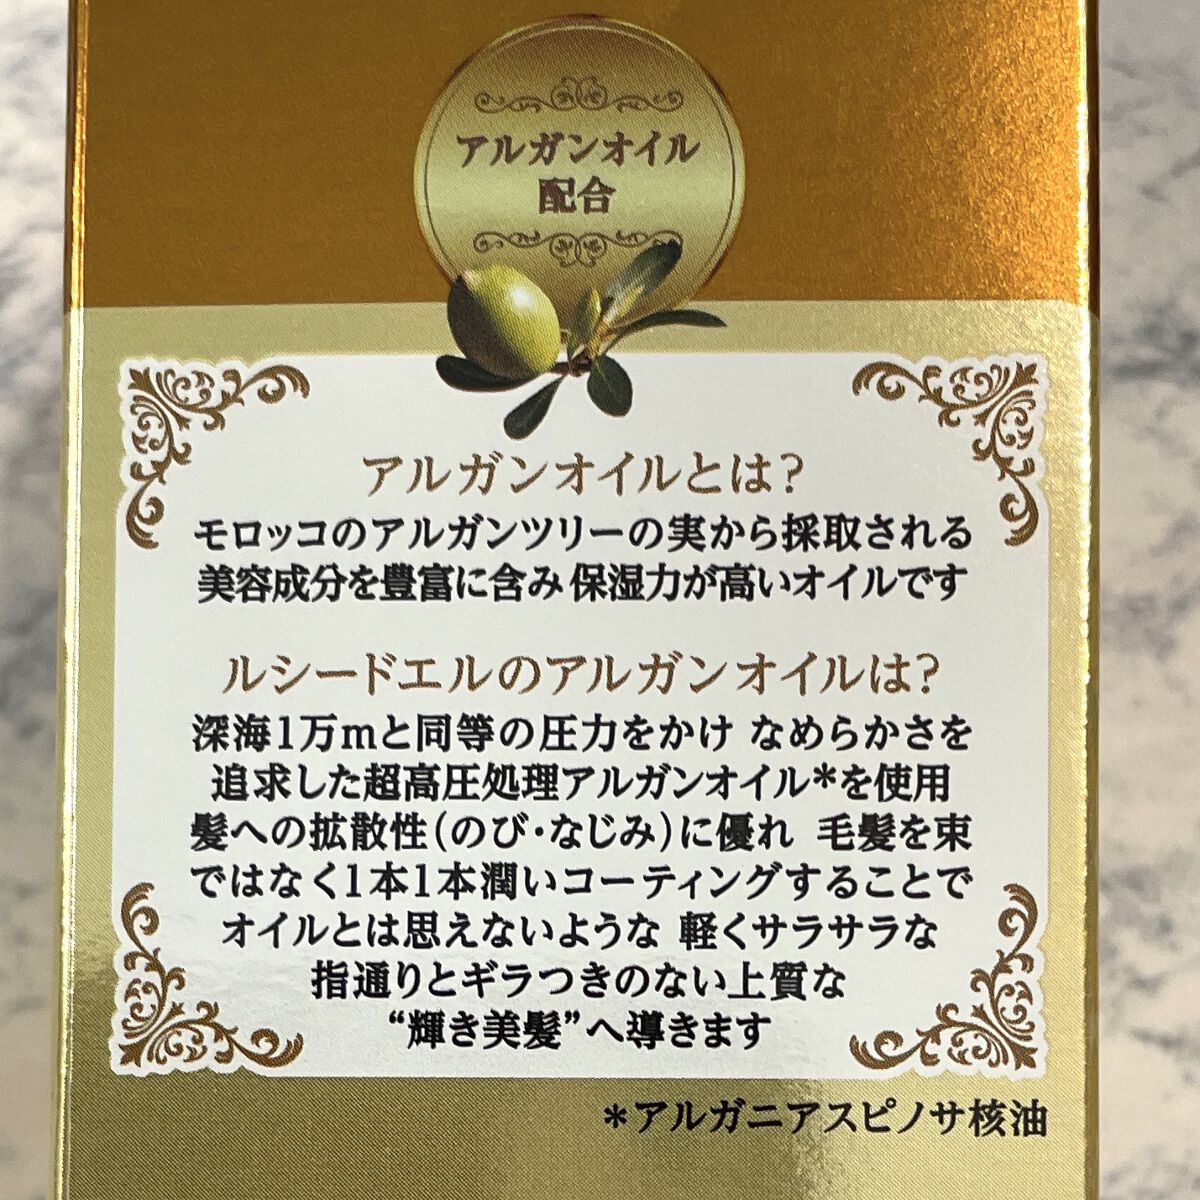 アルガンオイル
配合
アルガンオイルとは?
モロッコのアルガンツリーの実から採取される
美容成分を豊富に含み 保湿力が高いオイルです
ルシードエルのアルガンオイルは?
深海1万mと同等の圧力をかけ なめらかさを
追求した超高圧処理アルガンオイル*を使用
髪への拡散性(のび・なじみ)に優れ 毛髪を束
ではなく1本1本潤いコーティングすることで
オイルとは思えないような 軽くサラサラな
指通りとギラつきのない上質な
“輝き美髪”へ導きます
*アルガニアスピノサ核油